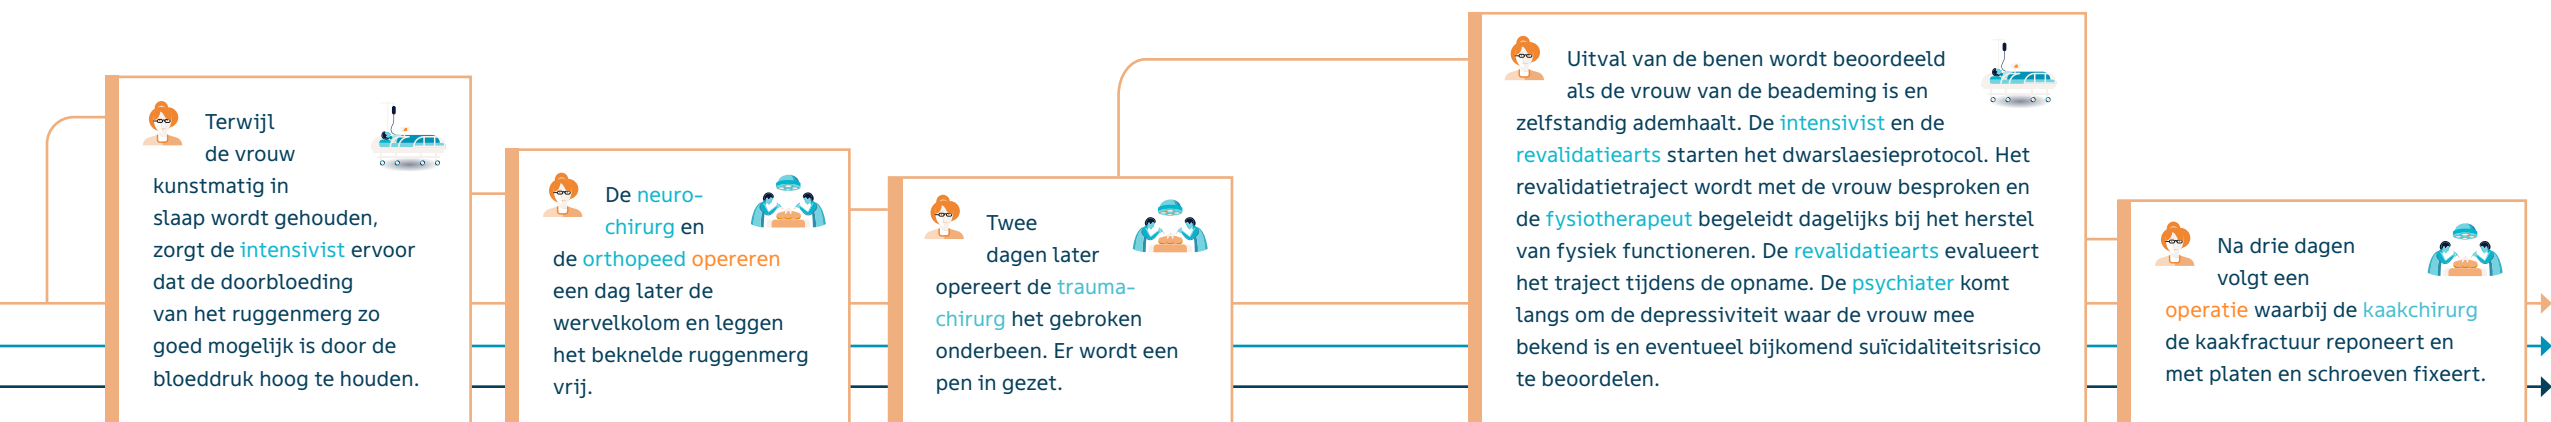 Terwijl
de vrouw
kunstmatig in
slaap wordt gehouden,
zorgt de intensivist ervoor
dat de doorbloeding
van het ruggenmerg zo
goed mogelijk is door de
bloeddruk hoog te houden.
De neuro-
chirurg en
de orthopeed opereren
een dag later de
wervelkolom en leggen
het beknelde ruggenmerg
vrij.
Twee
dagen later
opereert de trauma-
chirurg het gebroken
onderbeen. Er wordt een
pen in gezet.
Uitval van de benen wordt beoordeeld
als de vrouw van de beademing is en
zelfstandig ademhaalt. De intensivist en de
revalidatiearts starten het dwarslaesieprotocol. Het
revalidatietraject wordt met de vrouw besproken en
de fysiotherapeut begeleidt dagelijks bij het herstel
van fysiek functioneren. De revalidatiearts evalueert
het traject tijdens de opname. De psychiater komt
langs om de depressiviteit waar de vrouw mee
bekend is en eventueel bijkomend suïcidaliteitsrisico
te beoordelen.
Na drie dagen
volgt een
operatie waarbij de kaakchirurg
de kaakfractuur reponeert en
met platen en schroeven fixeert.